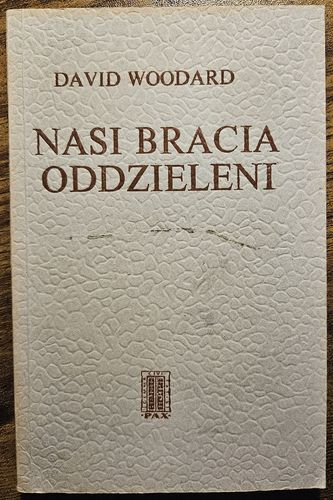 DAVID WOODARD
NASI BRACIA
ODDZIELENI
PAX